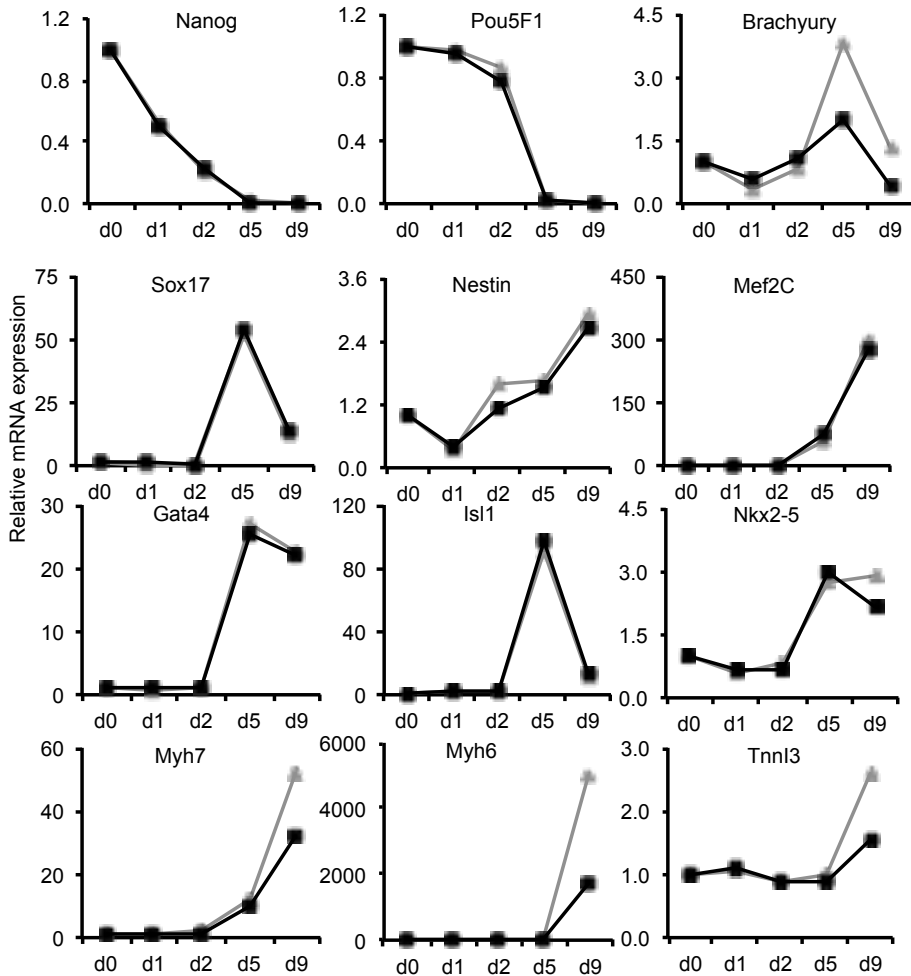 Nanog
1.2
0.8
0.4
0.0
d0 d1 d2 d5 d9
Pou5F1
1.2
0.8
0.4
0.0
d0 d1 d2 d5 d9
Brachyury
4.5
3.0
1.5
0.0
d0 d1 d2 d5 d9
Relative mRNA expression
Sox17
75
50
25
0
d0 d1 d2 d5 d9
Nestin
3.6
2.4
1.2
0.0
d0 d1 d2 d5 d9
Mef2C
450
300
150
0
d0 d1 d2 d5 d9
Gata4
30
20
10
0
d0 d1 d2 d5 d9
Isl1
120
80
40
0
d0 d1 d2 d5 d9
Nkx2-5
4.5
3.0
1.5
0.0
d0 d1 d2 d5 d9
Myh7
60
40
20
0
d0 d1 d2 d5 d9
Myh6
6000
4000
2000
0
d0 d1 d2 d5 d9
TnnI3
3.0
2.0
1.0
0.0
d0 d1 d2 d5 d9